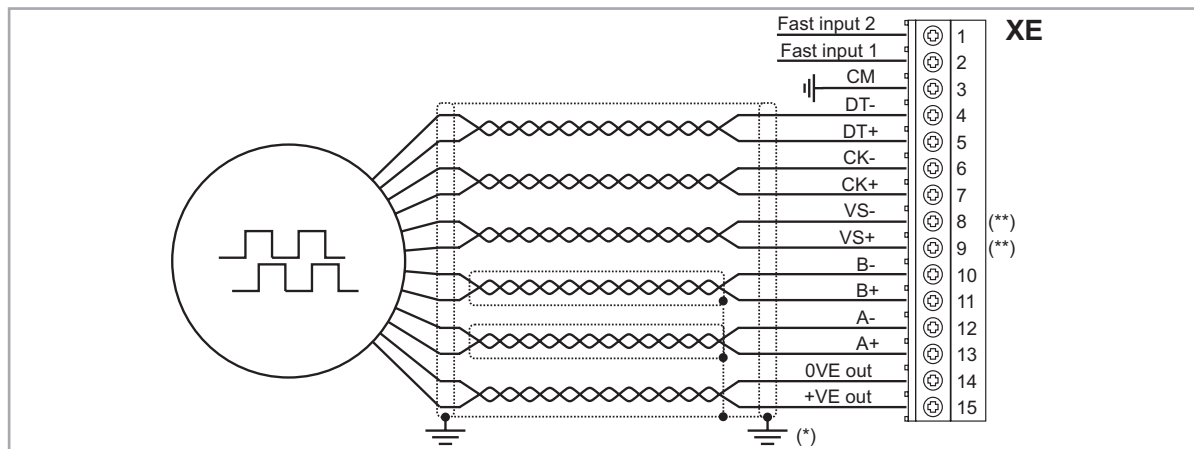 XE
Fast input 2 1
Fast input 1 2
CM 3
DT- 4
DT+ 5
CK- 6
CK+ 7
VS- 8 (**)
VS+ 9 (**)
B- 10
B+ 11
A- 12
A+ 13
0VE out 14
+VE out 15
(*)